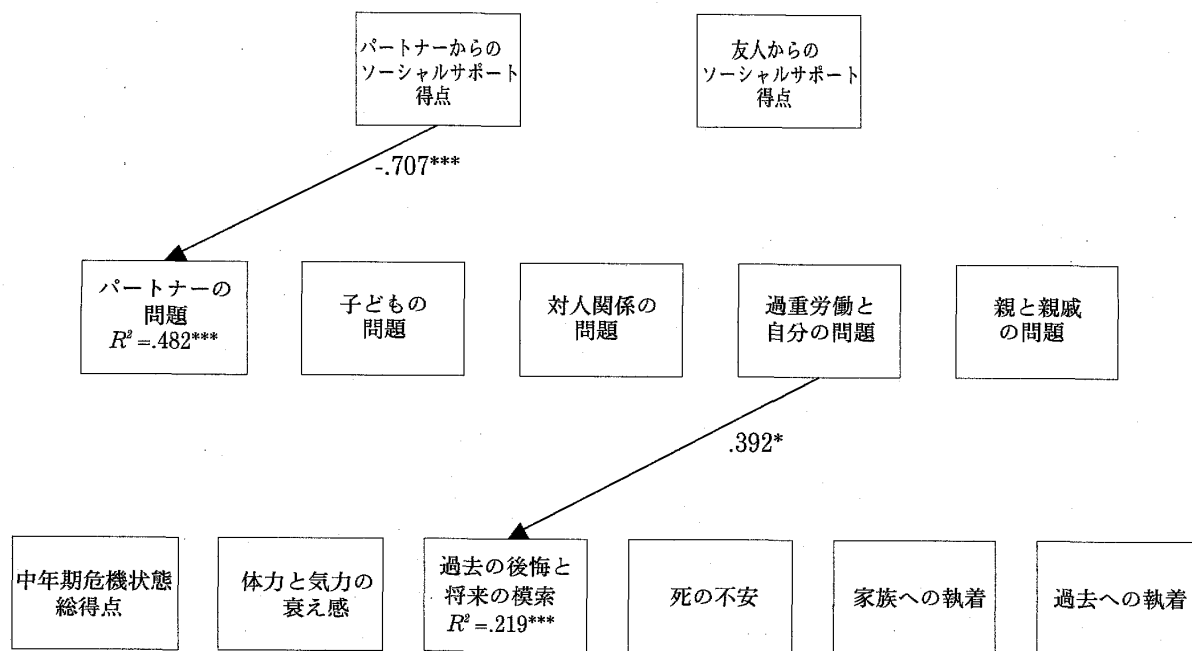 パートナーからの
ソーシャルサポート
得点
友人からの
ソーシャルサポート
得点
-.707***
パートナーの
問題
R²=.482***
子どもの
問題
対人関係の
問題
過重労働と
自分の問題
親と親戚
の問題
.392*
中年期危機状態
総得点
体力と気力の
衰え感
過去の後悔と
将来の模索
R²=.219***
死の不安
家族への執着
過去への執着